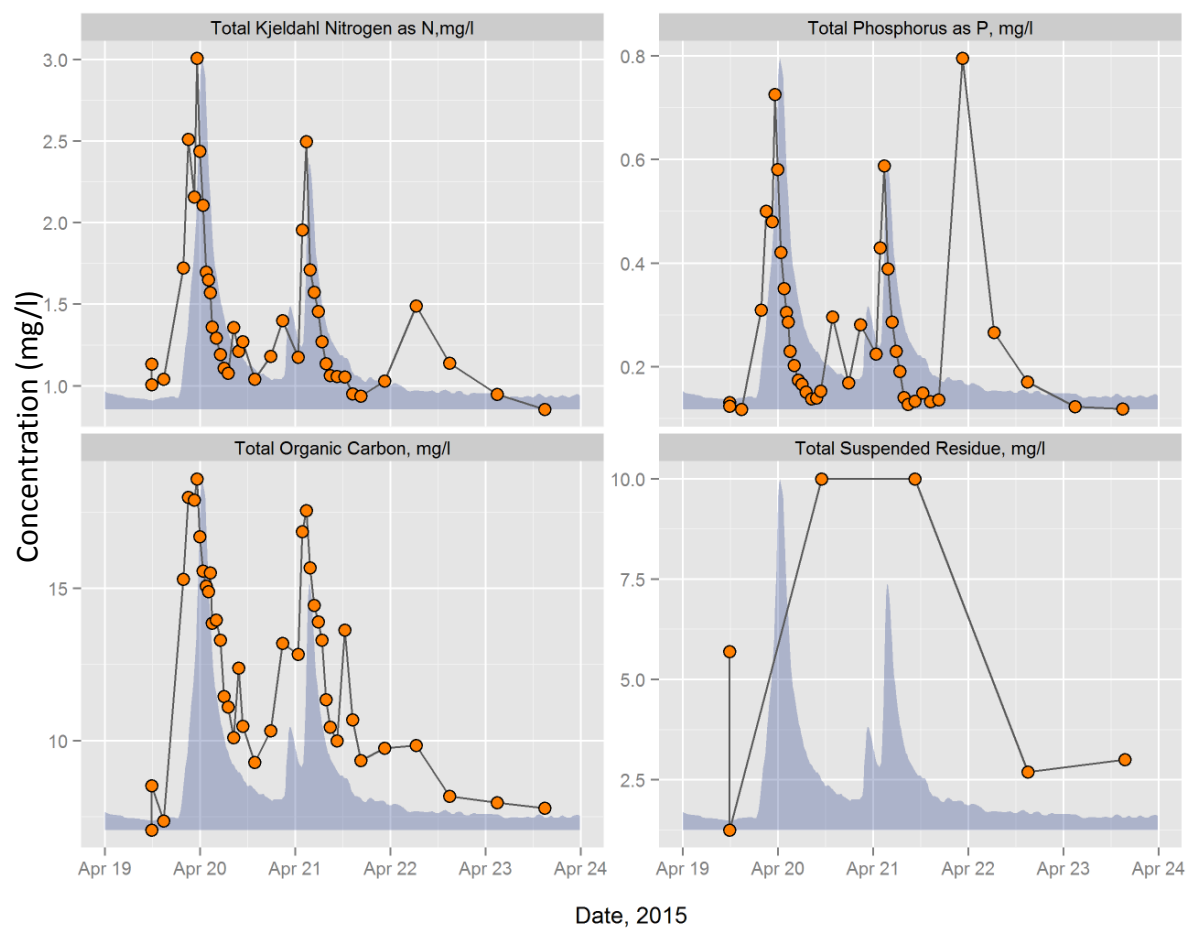 Total Kjeldahl Nitrogen as N,mg/l
Total Phosphorus as P, mg/l
3.0
2.5
2.0
1.5
1.0
0.8
0.6
0.4
0.2
Concentration (mg/l)
Total Organic Carbon, mg/l
Total Suspended Residue, mg/l
15
10
10.0
7.5
5.0
2.5
Apr 19 Apr 20 Apr 21 Apr 22 Apr 23 Apr 24
Apr 19 Apr 20 Apr 21 Apr 22 Apr 23 Apr 24
Date, 2015